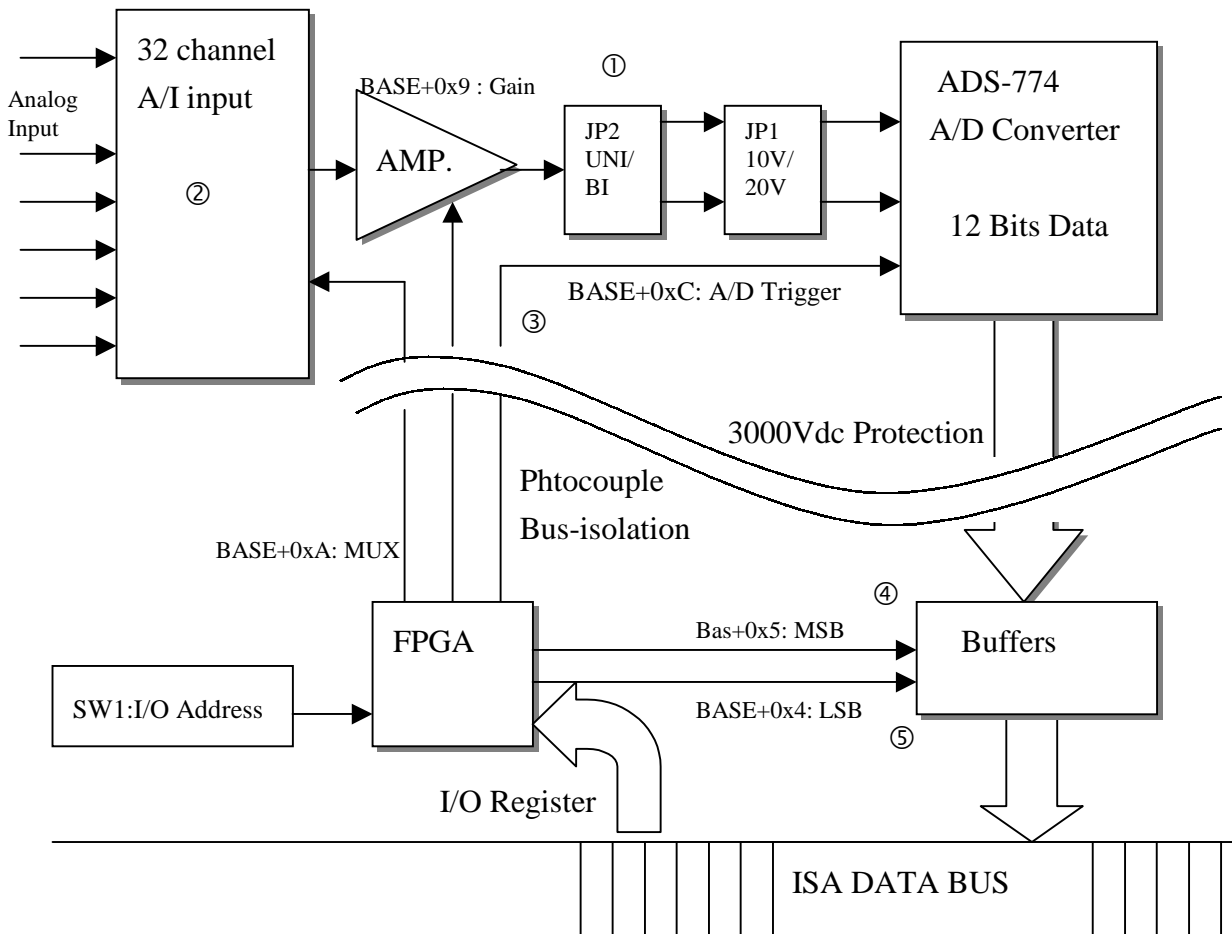 32 channel
A/I input
②
Analog
Input
BASE+0x9 : Gain
AMP.
①
JP2
UNI/
BI
JP1
10V/
20V
ADS-774
A/D Converter
12 Bits Data
BASE+0xC: A/D Trigger
③
3000Vdc Protection
Phtocouple
Bus-isolation
BASE+0xA: MUX
④
FPGA
Bas+0x5: MSB
Buffers
SW1:I/O Address
BASE+0x4: LSB
⑤
I/O Register
ISA DATA BUS